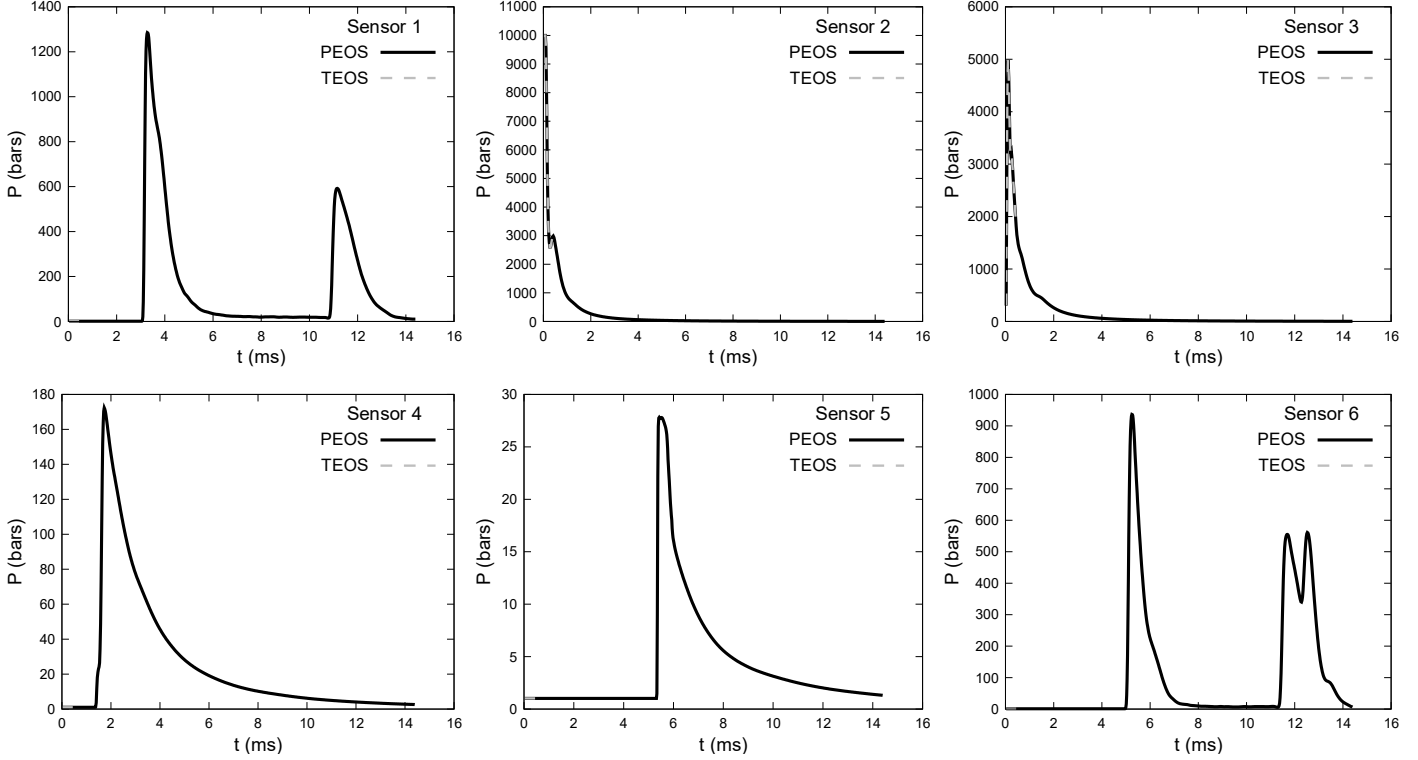 Sensor 1
PEOS
TEOS
1400
1200
1000
800
600
400
200
0
P (bars)
0 2 4 6 8 10 12 14 16
t (ms)
Sensor 2
PEOS
TEOS
11000
10000
9000
8000
7000
6000
5000
4000
3000
2000
1000
0
P (bars)
0 2 4 6 8 10 12 14 16
t (ms)
Sensor 3
PEOS
TEOS
6000
5000
4000
3000
2000
1000
0
P (bars)
0 2 4 6 8 10 12 14 16
t (ms)
Sensor 4
PEOS
TEOS
180
160
140
120
100
80
60
40
20
0
P (bars)
0 2 4 6 8 10 12 14 16
t (ms)
Sensor 5
PEOS
TEOS
30
25
20
15
10
5
0
P (bars)
0 2 4 6 8 10 12 14 16
t (ms)
Sensor 6
PEOS
TEOS
1000
900
800
700
600
500
400
300
200
100
0
P (bars)
0 2 4 6 8 10 12 14 16
t (ms)